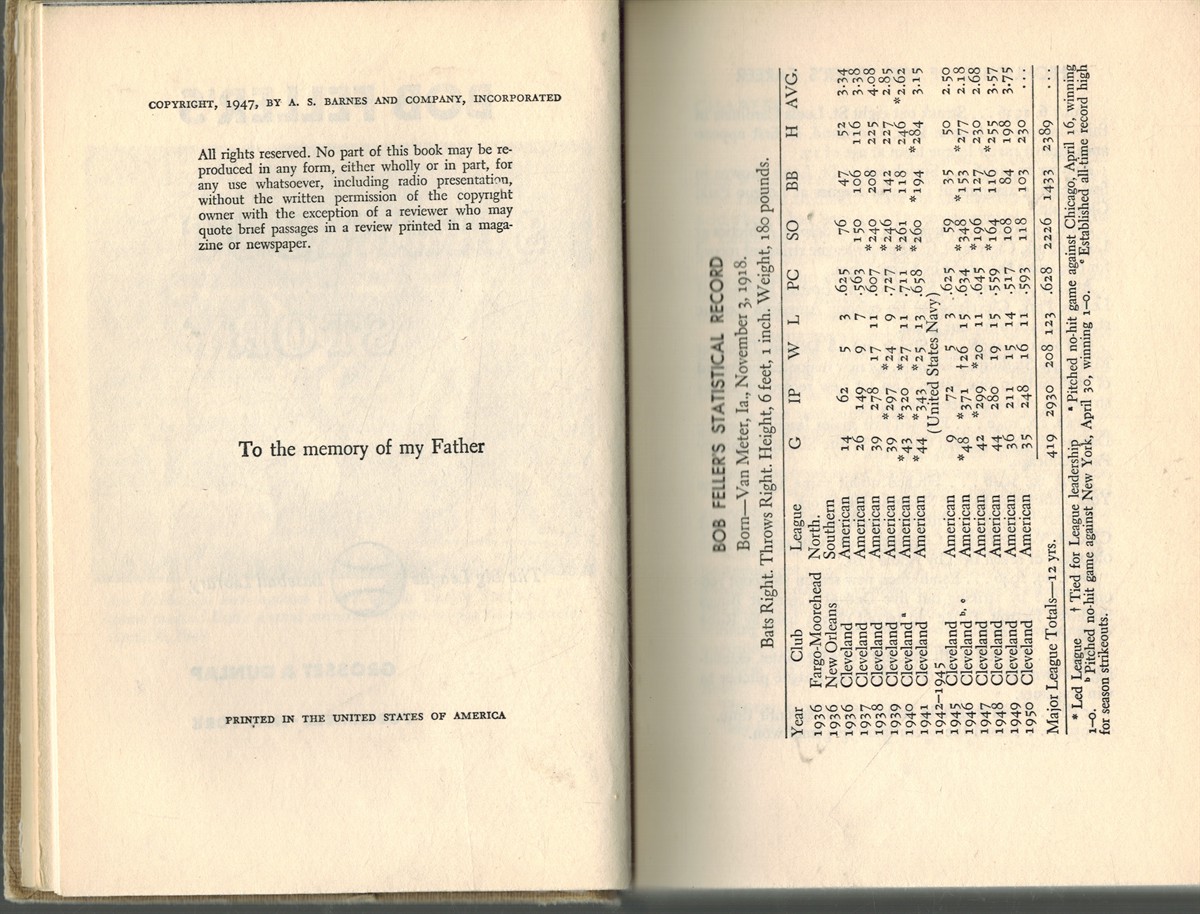 COPYRIGHT, 1947, BY A. S. BARNES AND COMPANY, INCORPORATED
All rights reserved. No part of this book may be re-
produced in any form, either wholly or in part, for
any use whatsoever, including radio presentation,
without the written permission of the copyright
owner with the exception of a reviewer who may
quote brief passages in a review printed in a maga-
zine or newspaper.
To the memory of my Father
PRINTED IN THE UNITED STATES OF AMERICA
BOB FELLER'S STATISTICAL RECORD
Born—Van Meter, Ia., November 3, 1918.
Bats Right. Throws Right. Height, 6 feet, 1 inch. Weight, 180 pounds.
Year Club League G IP W L PC SO BB H AVG.
1936 Fargo-Moorehead North.
1936 New Orleans Southern
1936 Cleveland American 14 62 5 3 .625 76 47 52 3.34
1937 Cleveland American 26 149 9 7 .563 150 106 116 3.38
1938 Cleveland American 39 278 17 11 .607 *240 208 225 4.08
1939 Cleveland American 39 *297 *24 9 .727 *246 142 227 2.85
1940 Cleveland ª American *43 *320 *27 11 .711 *261 118 246 *2.62
1941 Cleveland American *44 *343 *25 13 .658 *260 *194 *284 3.15
1942–1945 (United States Navy)
1945 Cleveland American 9 72 5 3 .625 59 35 50 2.50
1946 Cleveland ᵇ, ᶜ American *48 *371 †26 15 .634 *348 *153 *277 2.18
1947 Cleveland American 42 *299 *20 11 .645 *196 127 230 2.68
1948 Cleveland American 44 280 19 15 .559 *164 116 *255 3.57
1949 Cleveland American 36 211 15 14 .517 108 84 198 3.75
1950 Cleveland American 35 248 16 11 .593 118 103 230 ...
Major League Totals—12 yrs. 419 2930 208 123 .628 2226 1433 2389 ...
* Led League † Tied for League leadership ª Pitched no-hit game against Chicago, April 16, winning
1–0. ᵇ Pitched no-hit game against New York, April 30, winning 1–0. ᶜ Established all-time record high
for season strikeouts.